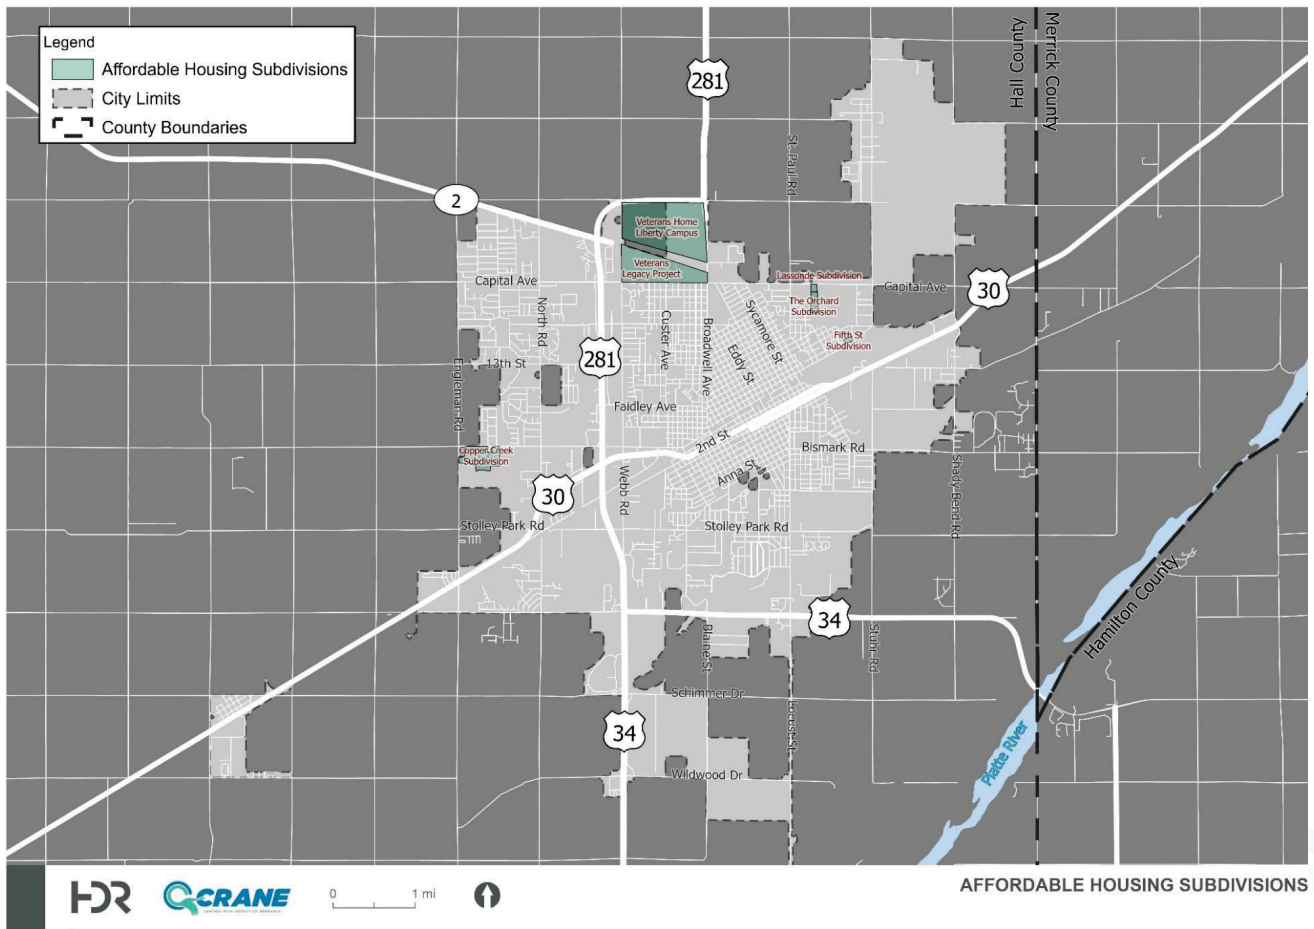 Legend
Affordable Housing Subdivisions
City Limits
County Boundaries
281
Hall County
Merrick County
St. Paul Rd
2
Veterans Home
Liberty Campus
Veterans
Legacy Project
Capital Ave
Lassonde Subdivision
Capital Ave
30
The Orchard
Subdivision
North Rd
Custer Ave
Broadwell Ave
Sycamore St
Eddy St
Fifth St
Subdivision
281
13th St
Engleman Rd
Faidley Ave
2nd St
Bismark Rd
Copper Creek
Subdivision
Anna St
Webb Rd
30
Shady Bend Rd
Stolley Park Rd
Stolley Park Rd
34
Hamilton County
Blaine St
Stuhr Rd
Schimmer Dr
Locust St
34
Platte River
Wildwood Dr
HDR
CRANE
0 1 mi
AFFORDABLE HOUSING SUBDIVISIONS